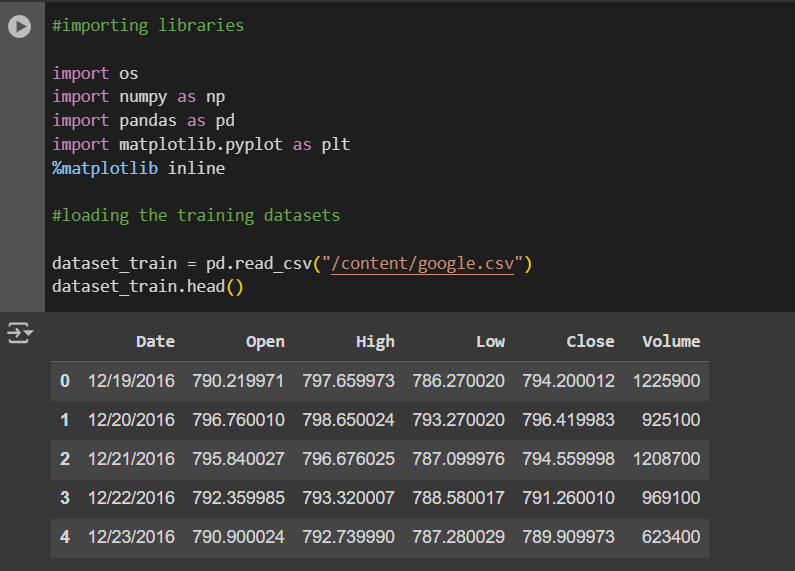 #importing libraries
import os
import numpy as np
import pandas as pd
import matplotlib.pyplot as plt
%matplotlib inline
#loading the training datasets
dataset_train = pd.read_csv("/content/google.csv")
dataset_train.head()
Date Open High Low Close Volume
0 12/19/2016 790.219971 797.659973 786.270020 794.200012 1225900
1 12/20/2016 796.760010 798.650024 793.270020 796.419983 925100
2 12/21/2016 795.840027 796.676025 787.099976 794.559998 1208700
3 12/22/2016 792.359985 793.320007 788.580017 791.260010 969100
4 12/23/2016 790.900024 792.739990 787.280029 789.909973 623400